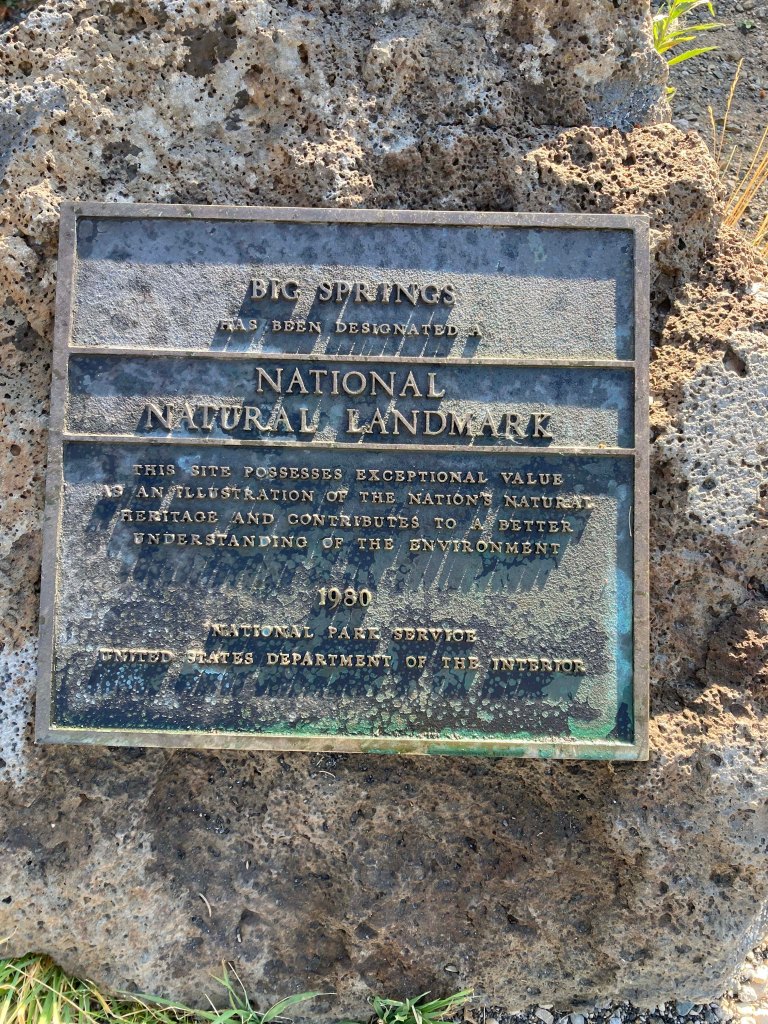 BIG SPRINGS
HAS BEEN DESIGNATED A
NATIONAL
NATURAL LANDMARK
THIS SITE POSSESSES EXCEPTIONAL VALUE
AS AN ILLUSTRATION OF THE NATION'S NATURAL
HERITAGE AND CONTRIBUTES TO A BETTER
UNDERSTANDING OF THE ENVIRONMENT
1980
NATIONAL PARK SERVICE
UNITED STATES DEPARTMENT OF THE INTERIOR